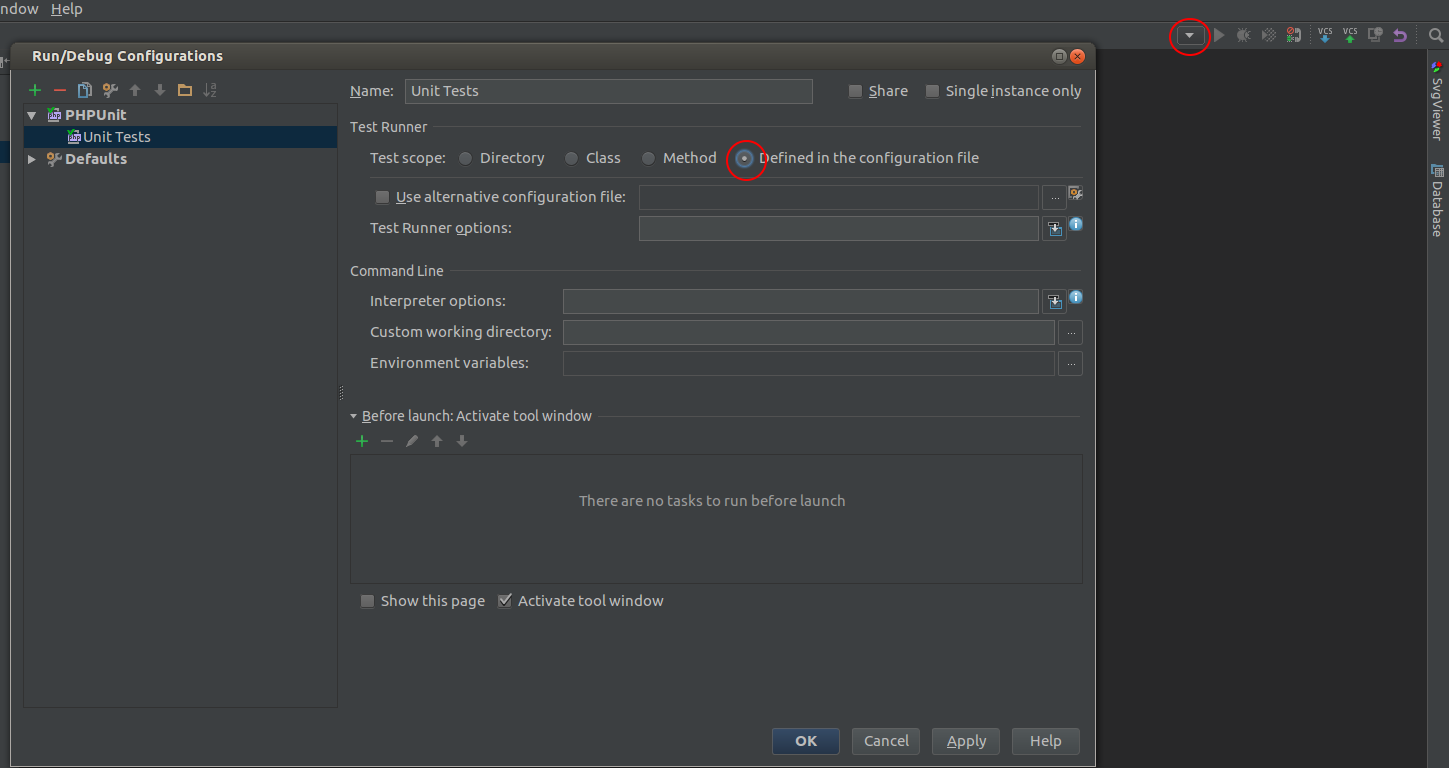 ndow Help
VCS VCS
Run/Debug Configurations
Name: Unit Tests Share Single instance only
PHPUnit
Unit Tests
Defaults
Test Runner
Test scope: Directory Class Method Defined in the configuration file
Use alternative configuration file: ...
Test Runner options:
Command Line
Interpreter options:
Custom working directory: ...
Environment variables: ...
Before launch: Activate tool window
There are no tasks to run before launch
Show this page Activate tool window
OK Cancel Apply Help
SvgViewer
Database